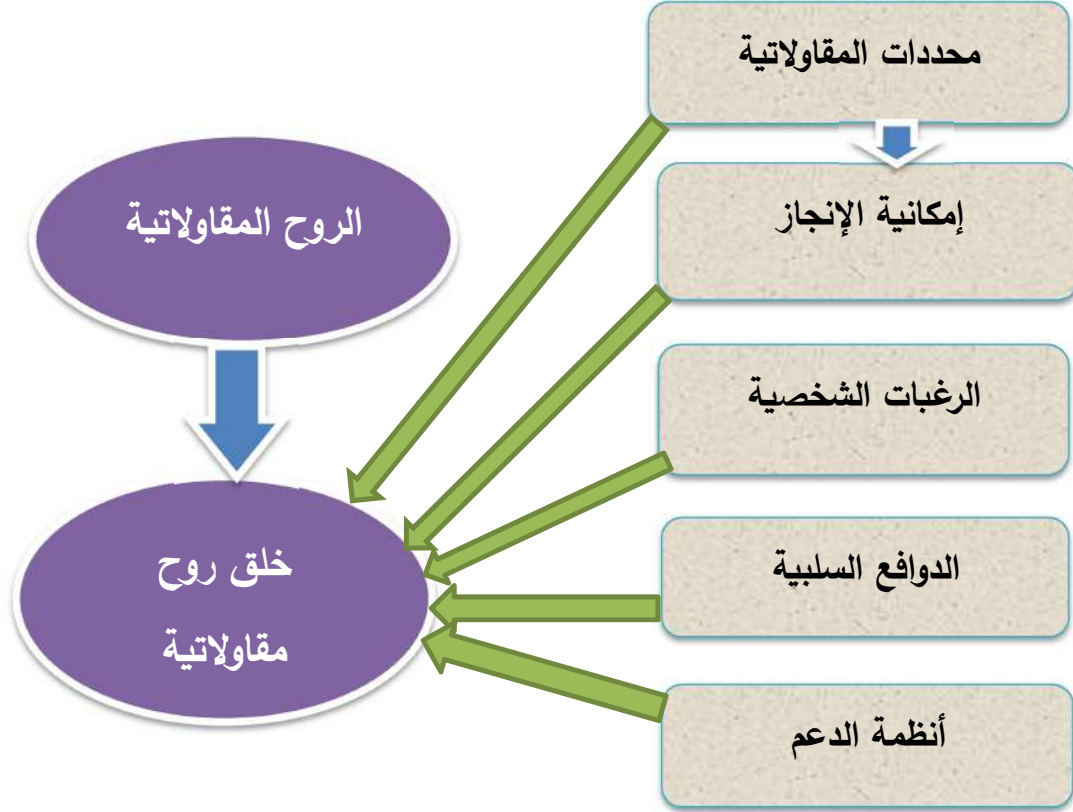 محددات المقاولاتية
إمكانية الإنجاز
الروح المقاولاتية
الرغبات الشخصية
الدوافع السلبية
خلق روح
مقاولاتية
أنظمة الدعم